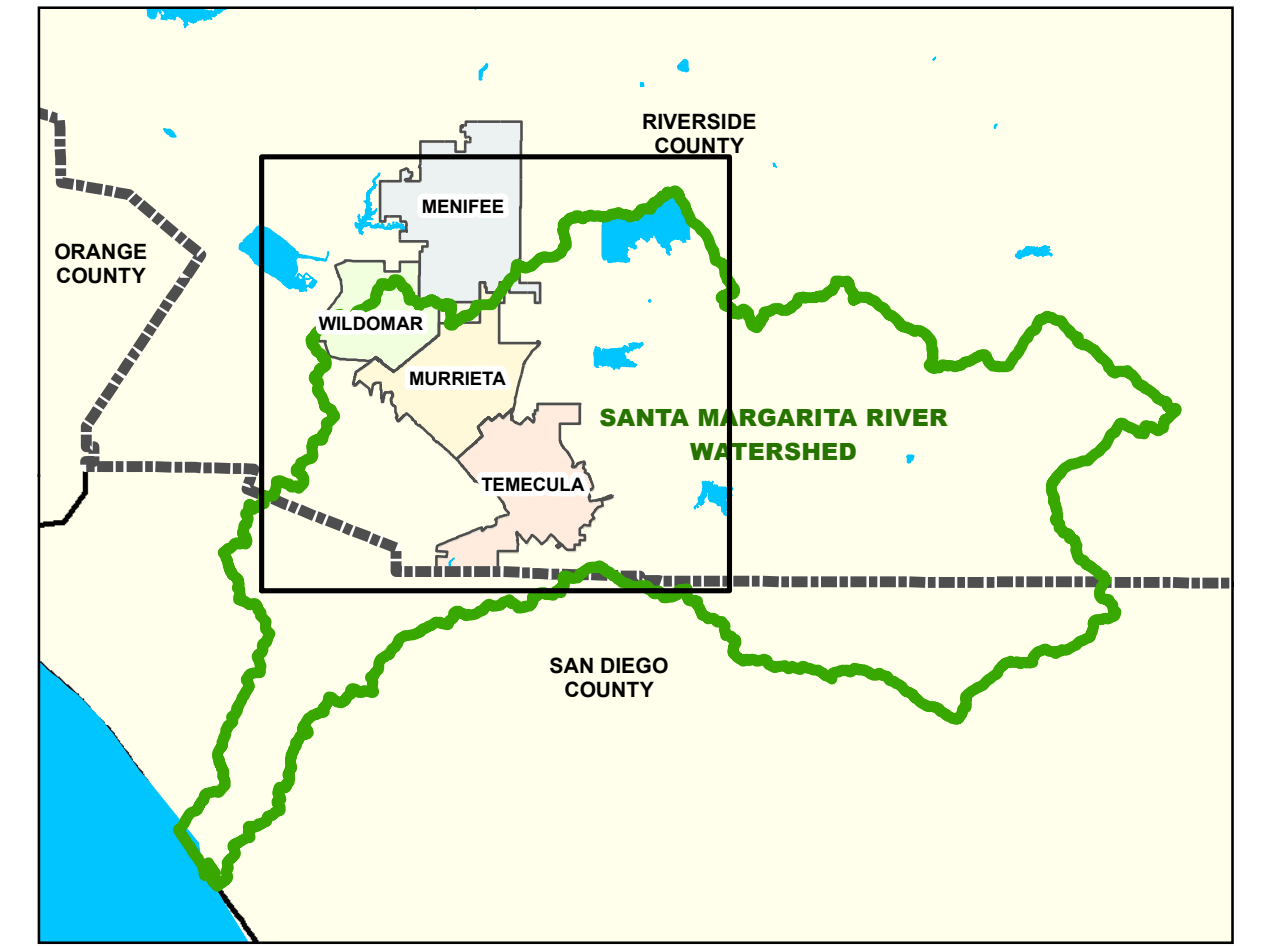 RIVERSIDE
COUNTY
MENIFEE
ORANGE
COUNTY
WILDOMAR
MURRIETA
SANTA MARGARITA RIVER
WATERSHED
TEMECULA
SAN DIEGO
COUNTY